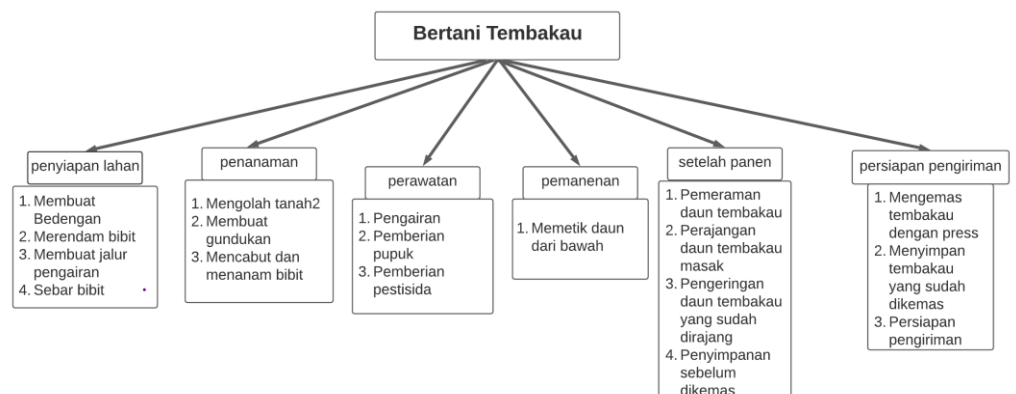 Bertani Tembakau
penyiapan lahan
1. Membuat
Bedengan
2. Merendam bibit
3. Membuat jalur
pengairan
4. Sebar bibit
penanaman
1. Mengolah tanah2
2. Membuat
gundukan
3. Mencabut dan
menanam bibit
perawatan
1. Pengairan
2. Pemberian
pupuk
3. Pemberian
pestisida
pemanenan
1. Memetik daun
dari bawah
setelah panen
1. Pemeraman
daun tembakau
2. Perajangan
daun tembakau
masak
3. Pengeringan
daun tembakau
yang sudah
dirajang
4. Penyimpanan
sebelum
dikemas
persiapan pengiriman
1. Mengemas
tembakau
dengan press
2. Menyimpan
tembakau
yang sudah
dikemas
3. Persiapan
pengiriman